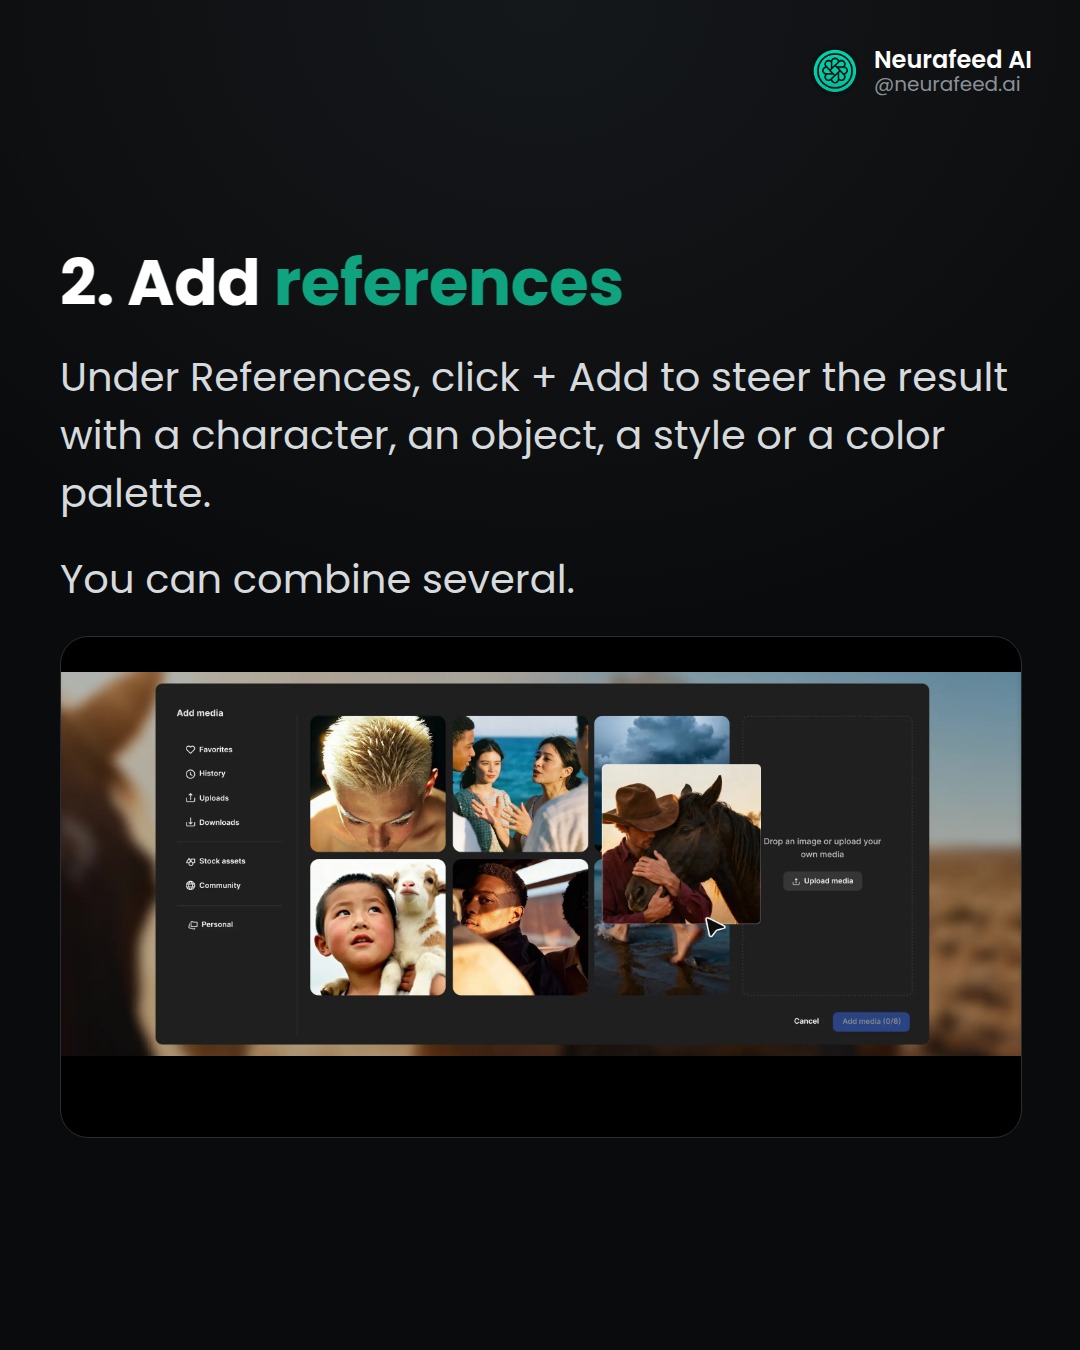 Neurafeed AI
@neurafeed.ai
2. Add references
Under References, click + Add to steer the result
with a character, an object, a style or a color
palette.
You can combine several.
Add media
Favorites
History
Uploads
Downloads
Stock assets
Community
Personal
Drop an image or upload your
own media
Upload media
Cancel
Add media (0/8)